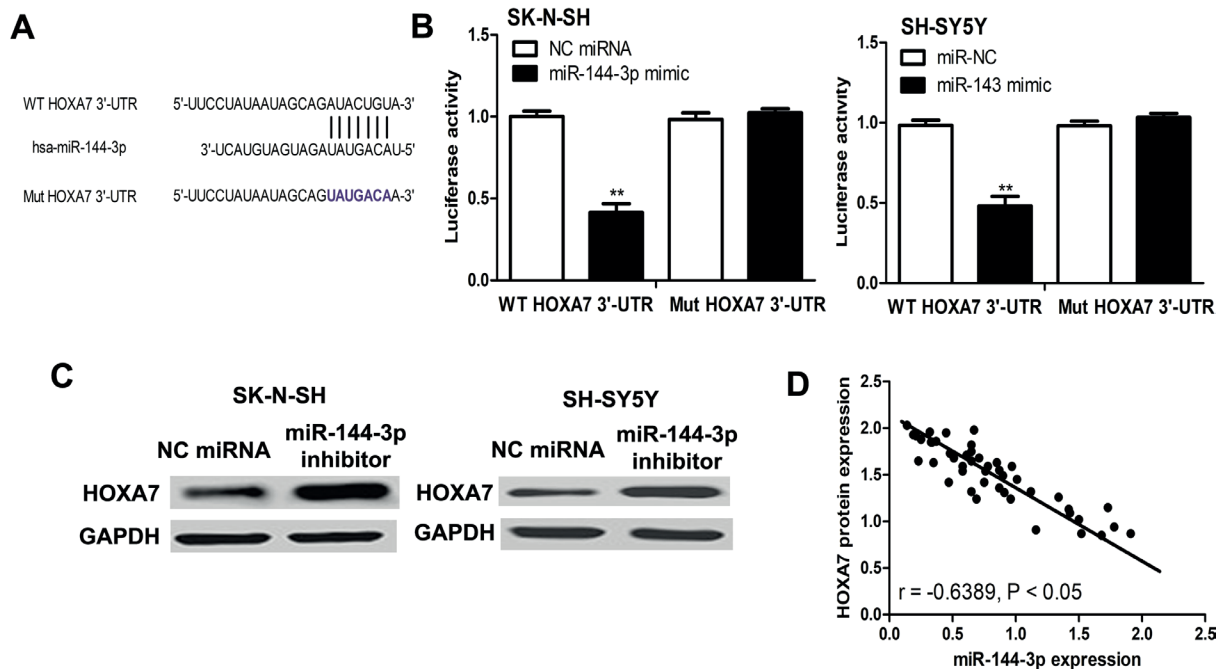 A
WT HOXA7 3'-UTR 5'-UUCCUAUAAUAGCAGAUACUGUA-3'
hsa-miR-144-3p 3'-UCAUGUAGUAGAUAUGACAU-5'
Mut HOXA7 3'-UTR 5'-UUCCUAUAAUAGCAGUAUGACAA-3'
B
SK-N-SH
NC miRNA
miR-144-3p mimic
Luciferase activity
1.5
1.0
0.5
0.0
**
WT HOXA7 3'-UTR Mut HOXA7 3'-UTR
SH-SY5Y
miR-NC
miR-143 mimic
Luciferase activity
1.5
1.0
0.5
0.0
**
WT HOXA7 3'-UTR Mut HOXA7 3'-UTR
C
SK-N-SH
NC miRNA
miR-144-3p
inhibitor
HOXA7
GAPDH
SH-SY5Y
NC miRNA
miR-144-3p
inhibitor
HOXA7
GAPDH
D
HOXA7 protein expression
2.5
2.0
1.5
1.0
0.5
0.0
r = -0.6389, P < 0.05
0.0 0.5 1.0 1.5 2.0 2.5
miR-144-3p expression